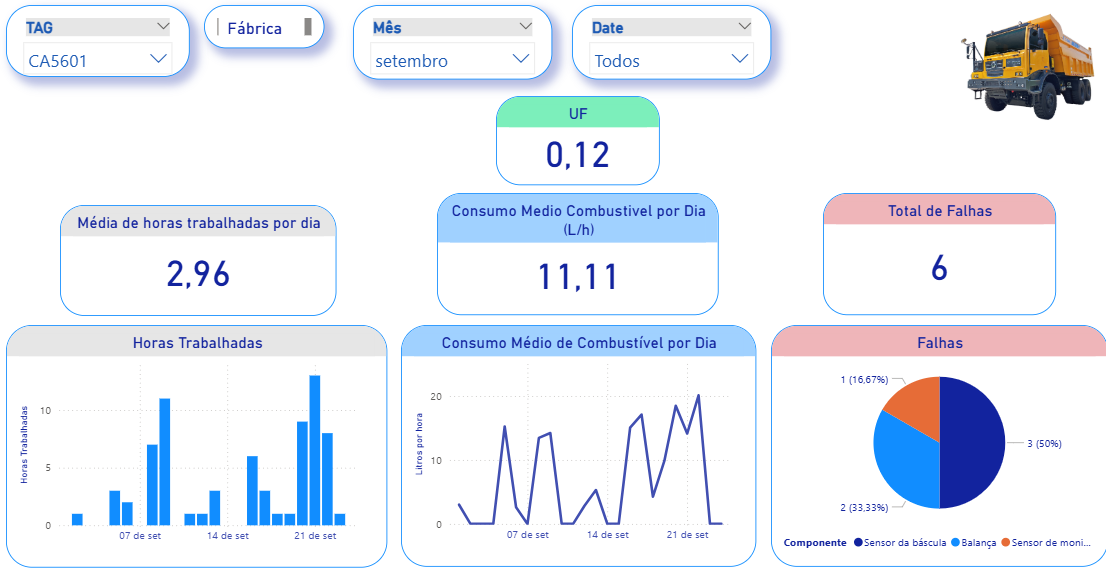 TAG
CA5601
Fábrica
Mês
setembro
Date
Todos
UF
0,12
Média de horas trabalhadas por dia
2,96
Consumo Medio Combustivel por Dia
(L/h)
11,11
Total de Falhas
6
Horas Trabalhadas
Horas Trabalhadas
10
5
0
07 de set
14 de set
21 de set
Consumo Médio de Combustível por Dia
Litros por hora
20
10
0
07 de set
14 de set
21 de set
Falhas
1 (16,67%)
3 (50%)
2 (33,33%)
Componente Sensor da báscula Balança Sensor de moni...